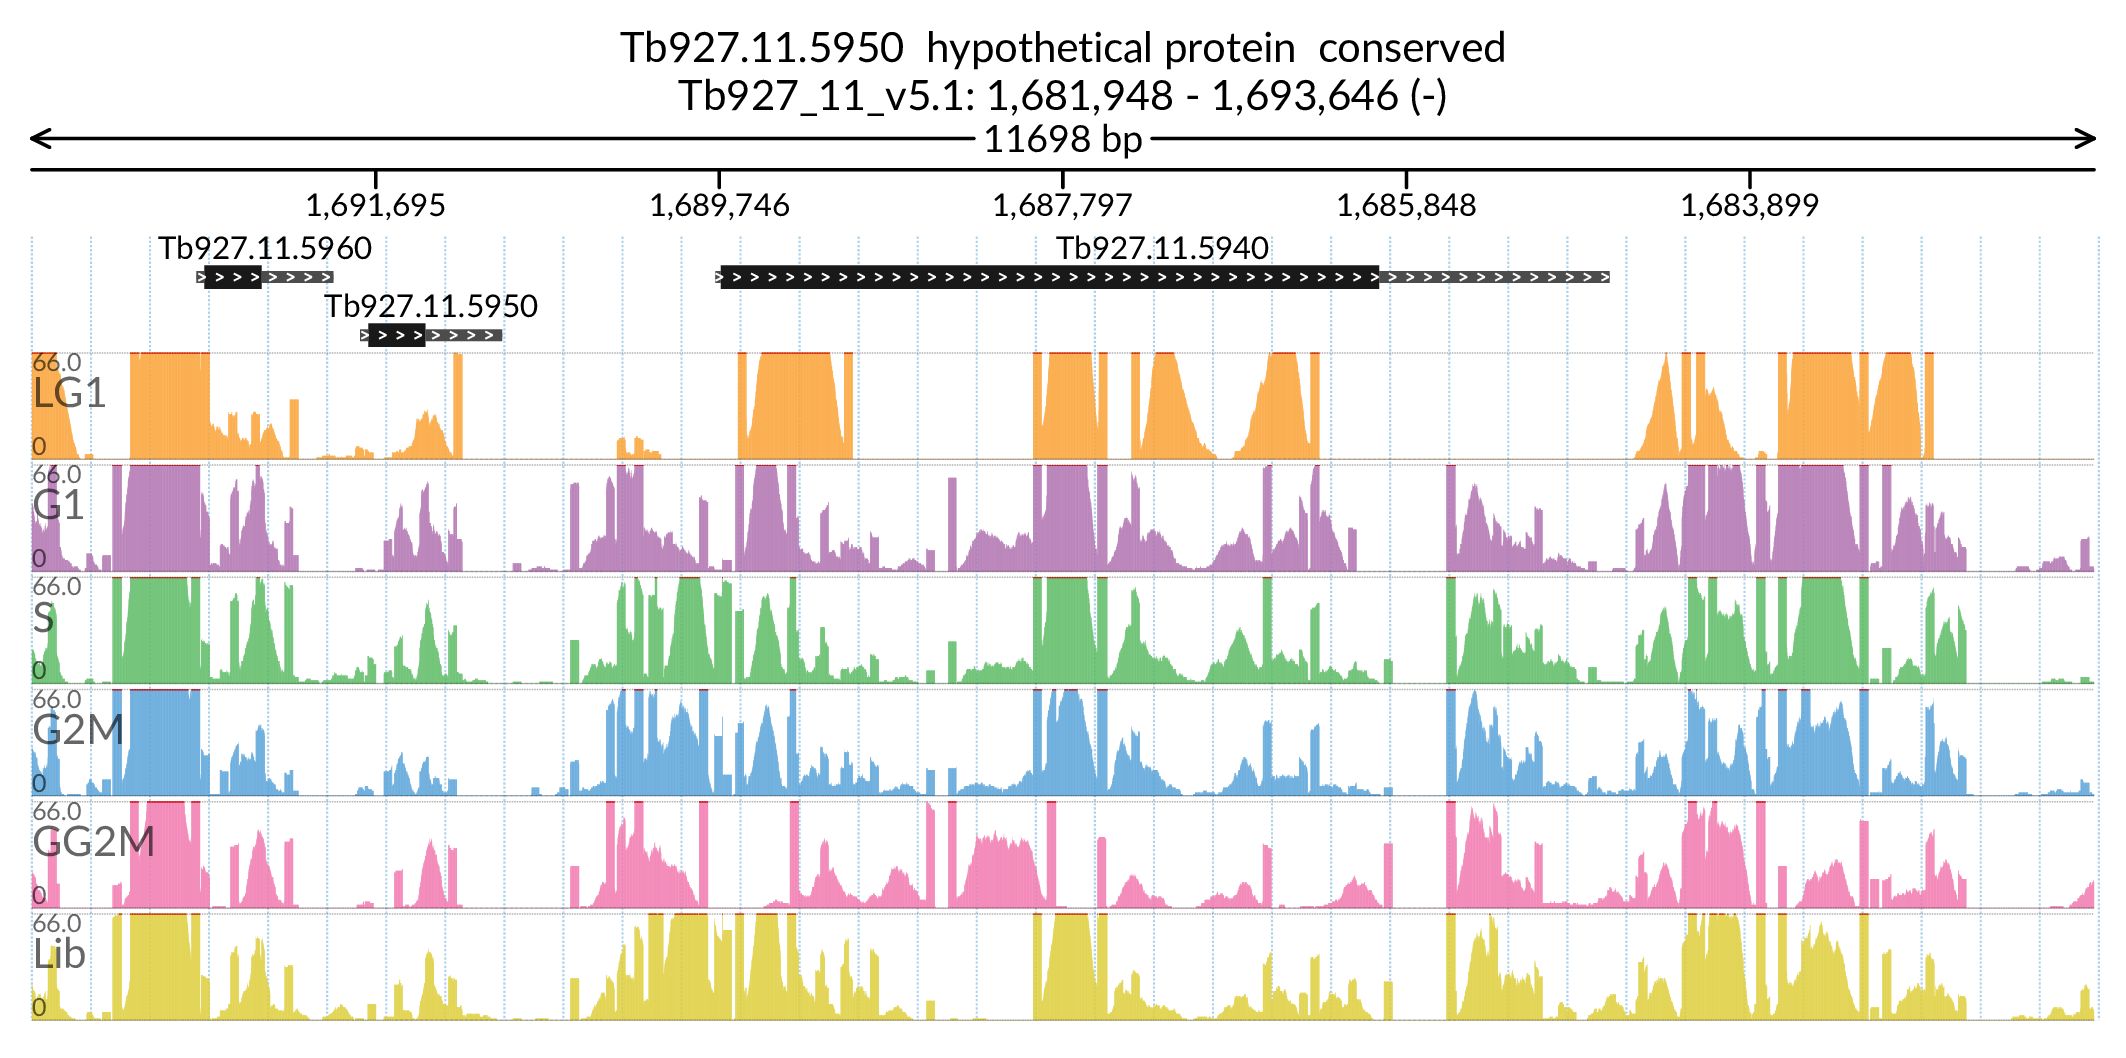 Tb927.11.5950 hypothetical protein conserved
Tb927_11_v5.1: 1,681,948 - 1,693,646 (-)
11698 bp
1,691,695 1,689,746 1,687,797 1,685,848 1,683,899
Tb927.11.5960 Tb927.11.5940
Tb927.11.5950
66.0
LG1
0
66.0
G1
0
66.0
S
0
66.0
G2M
0
66.0
GG2M
0
66.0
Lib
0